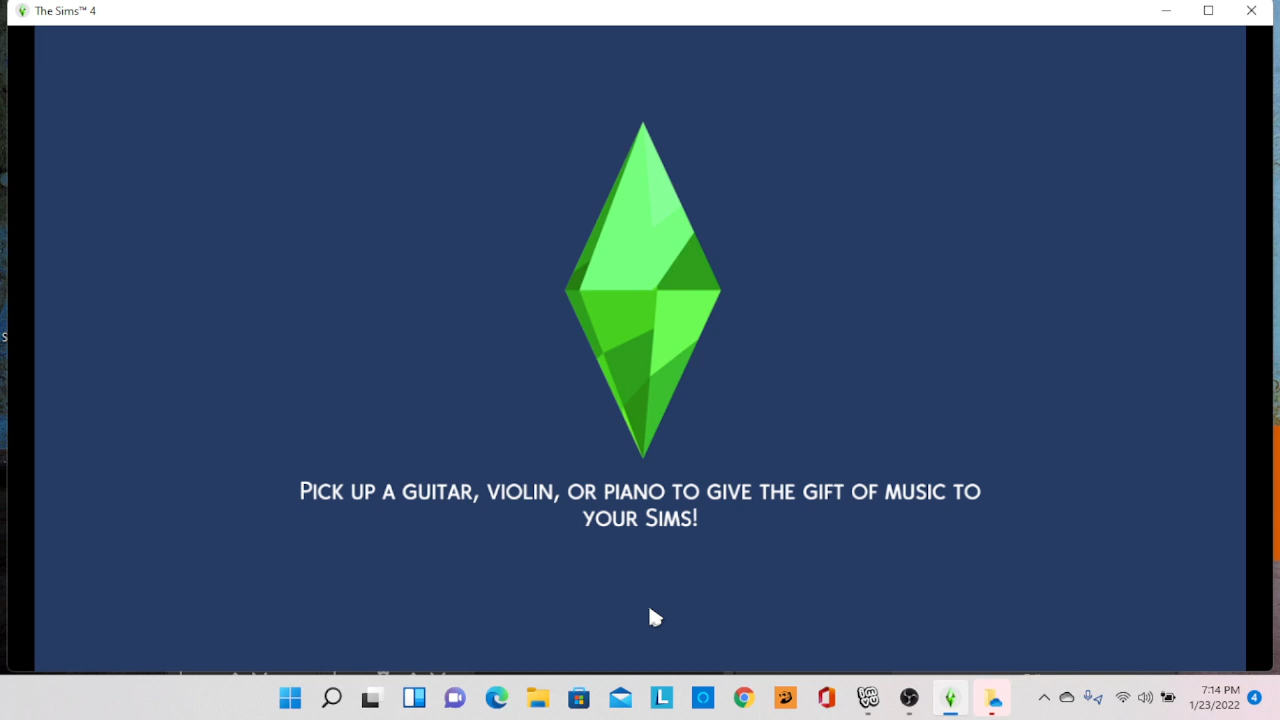 The Sims™ 4
PICK UP A GUITAR, VIOLIN, OR PIANO TO GIVE THE GIFT OF MUSIC TO
YOUR SIMS!
S
L
7:14 PM
1/23/2022
4